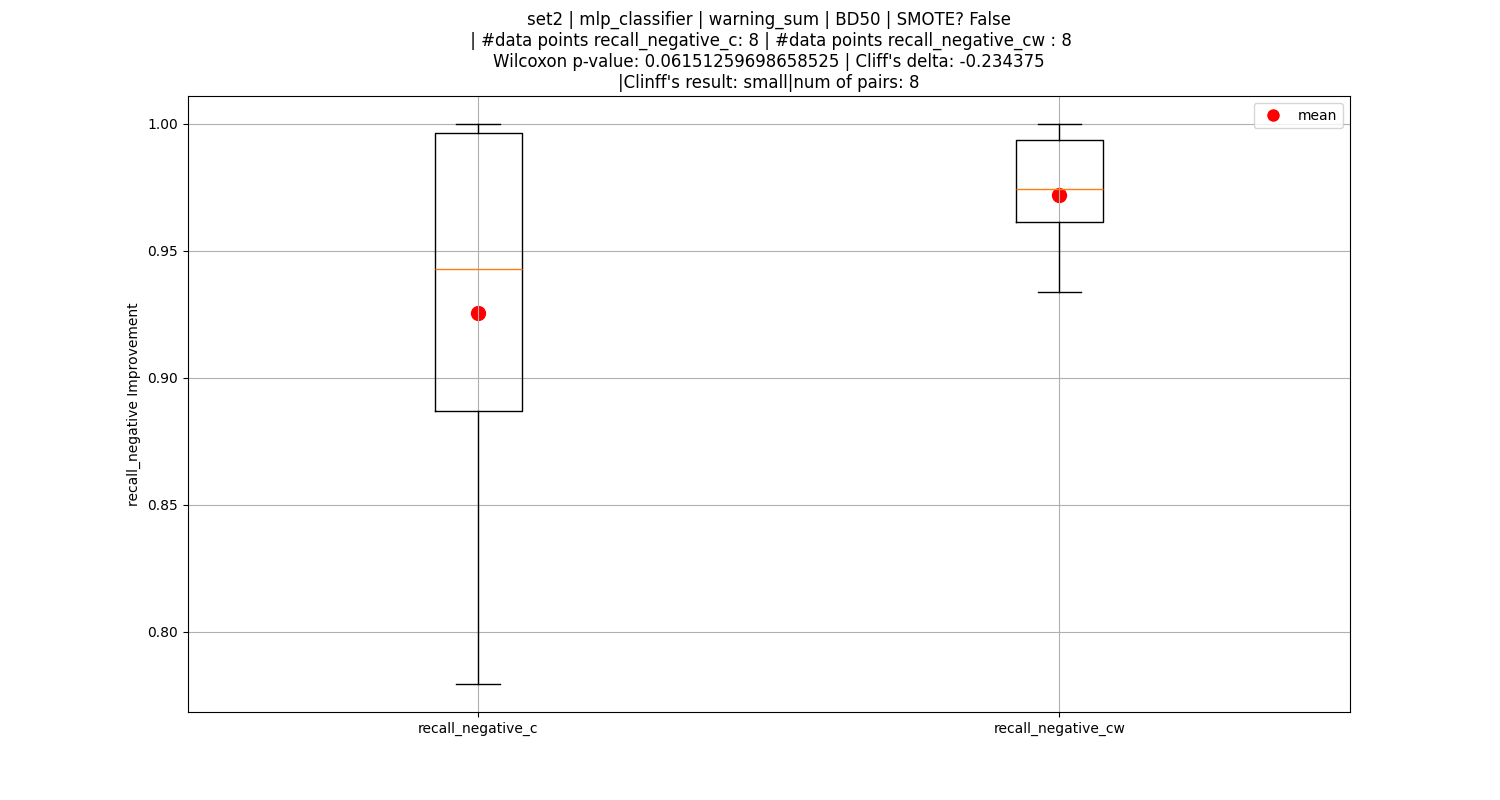 set2 | mlp_classifier | warning_sum | BD50 | SMOTE? False
| #data points recall_negative_c: 8 | #data points recall_negative_cw : 8
Wilcoxon p-value: 0.06151259698658525 | Cliff's delta: -0.234375
|Clinff's result: small|num of pairs: 8
mean
1.00
0.95
0.90
0.85
0.80
recall_negative Improvement
recall_negative_c
recall_negative_cw